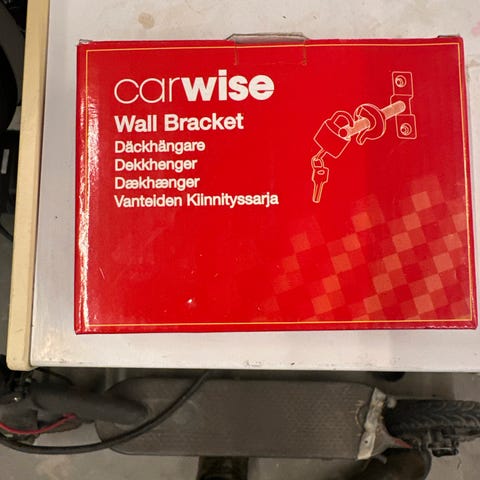 carwise
Wall Bracket
Däckhängare
Dekkhenger
Dækhænger
Vanteiden Kiinnityssarja